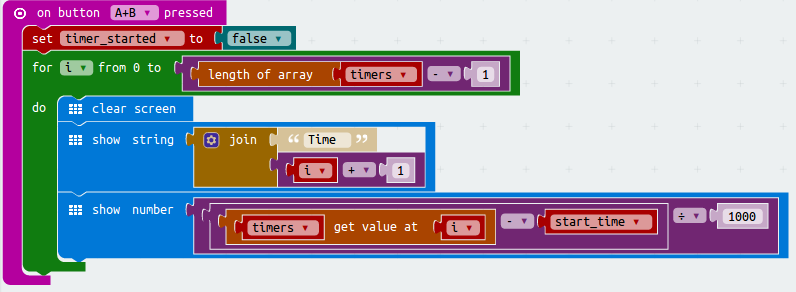 on button A+B ▼ pressed
set timer_started ▼ to false ▼
for i ▼ from 0 to length of array timers ▼ - ▼ 1
do clear screen
show string join “ Time ” i ▼ + ▼ 1
show number timers ▼ get value at i ▼ - ▼ start_time ▼ ÷ ▼ 1000